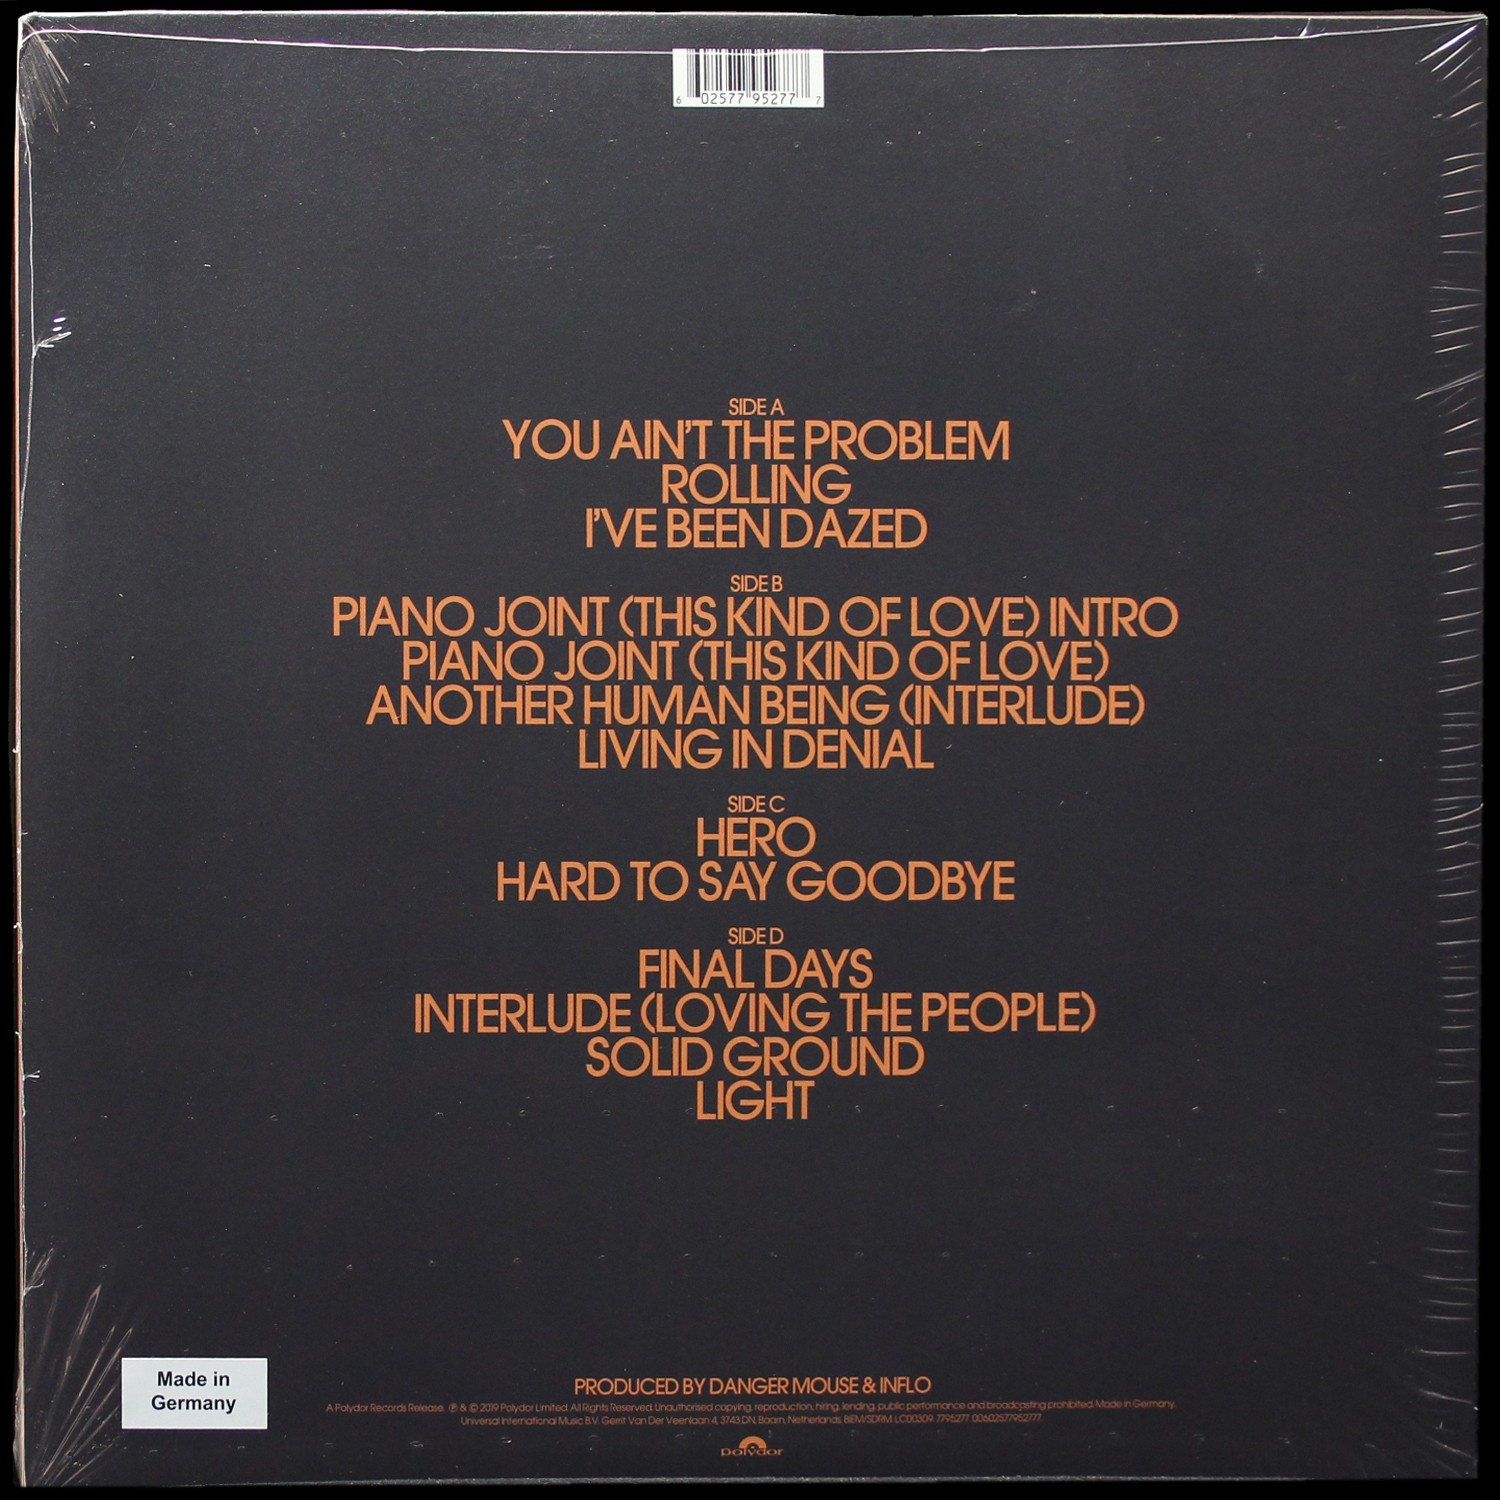 6 02577 95277 7
SIDE A
YOU AIN'T THE PROBLEM
ROLLING
I'VE BEEN DAZED
SIDE B
PIANO JOINT (THIS KIND OF LOVE) INTRO
PIANO JOINT (THIS KIND OF LOVE)
ANOTHER HUMAN BEING (INTERLUDE)
LIVING IN DENIAL
SIDE C
HERO
HARD TO SAY GOODBYE
SIDE D
FINAL DAYS
INTERLUDE (LOVING THE PEOPLE)
SOLID GROUND
LIGHT
Made in
Germany
PRODUCED BY DANGER MOUSE & INFLO
A Polydor Records Release. ℗ & © 2019 Polydor Limited. All Rights Reserved. Unauthorised copying, reproduction, hiring, lending, public performance and broadcasting prohibited. Made in Germany.
Universal International Music B.V. Gerrit Van Der Veenlaan 4, 3743 DN, Baarn, Netherlands. BIEM/SDRM. LC00309. 7795277. 00602577952777.
polydor